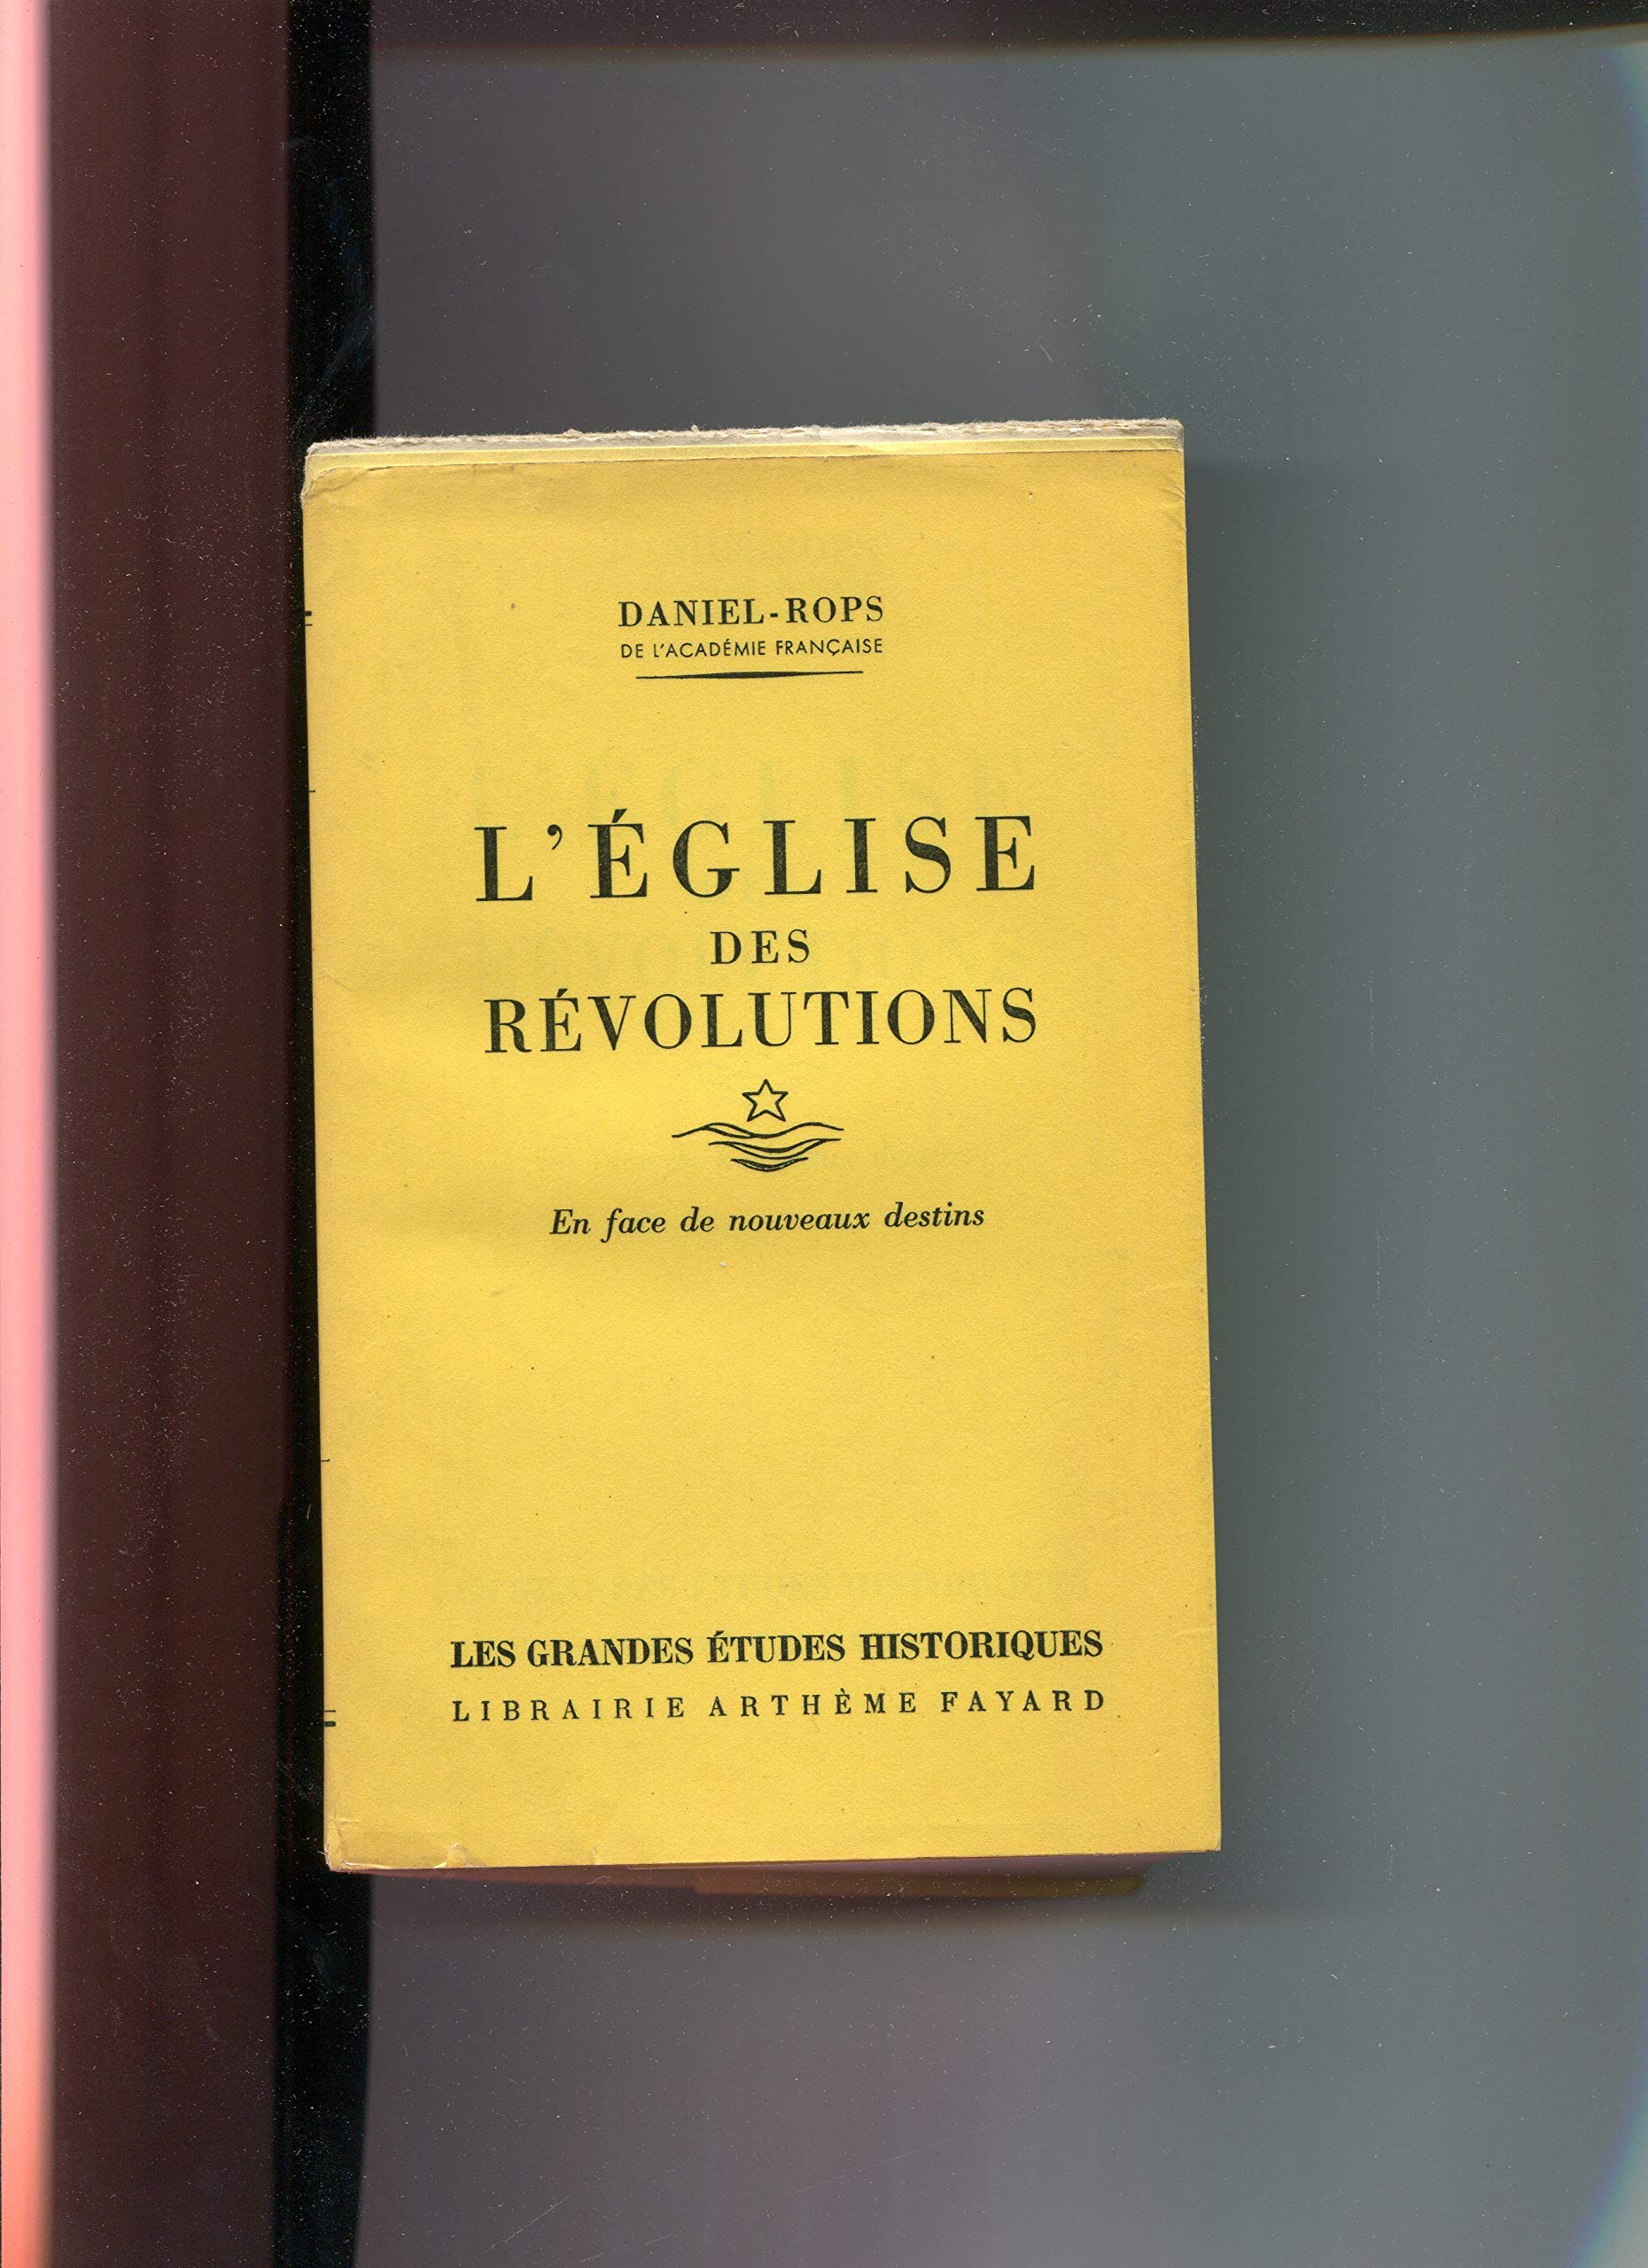 DANIEL-ROPS
DE L'ACADÉMIE FRANÇAISE
L'ÉGLISE
DES
RÉVOLUTIONS
En face de nouveaux destins
LES GRANDES ÉTUDES HISTORIQUES
LIBRAIRIE ARTHÈME FAYARD